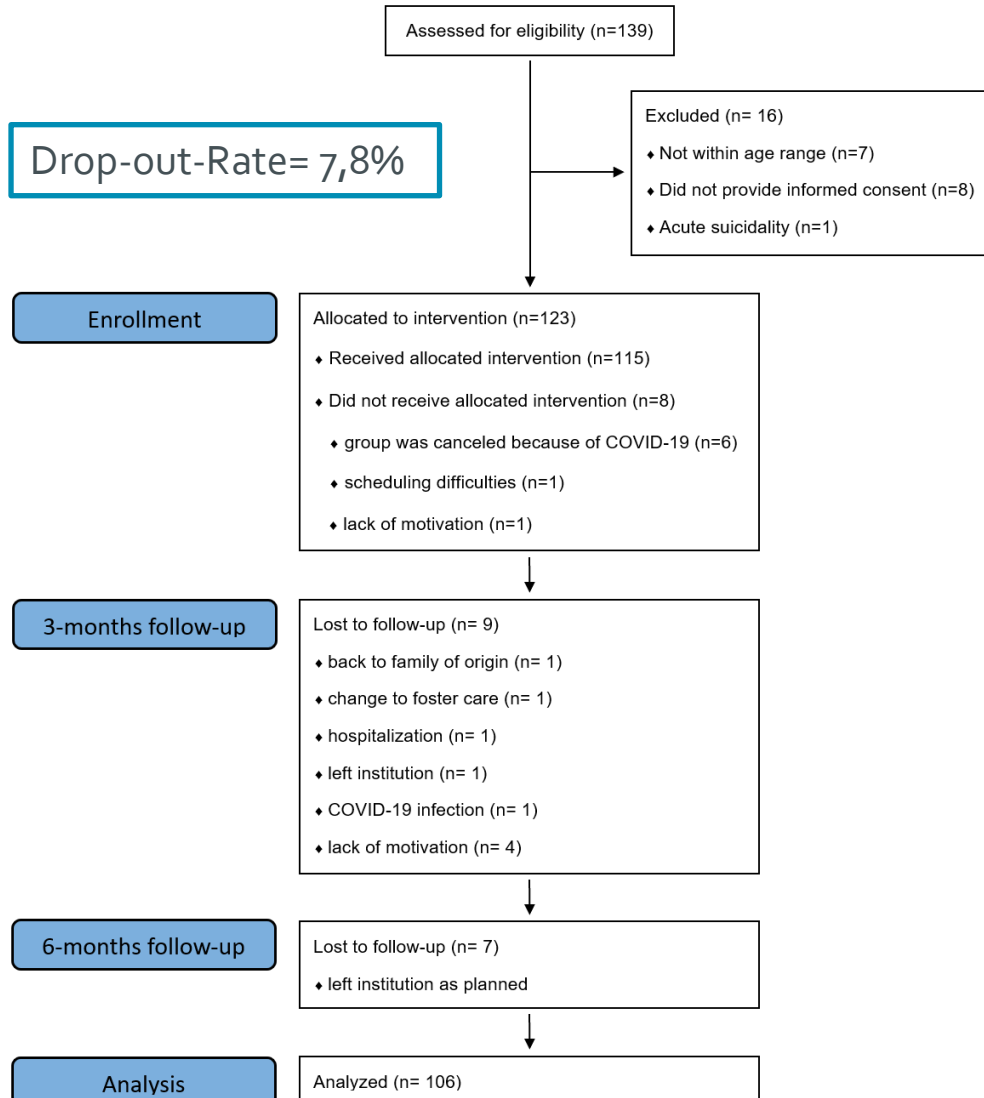 Assessed for eligibility (n=139)
Drop-out-Rate= 7,8%
Excluded (n= 16)
♦ Not within age range (n=7)
♦ Did not provide informed consent (n=8)
♦ Acute suicidality (n=1)
Enrollment
Allocated to intervention (n=123)
♦ Received allocated intervention (n=115)
♦ Did not receive allocated intervention (n=8)
♦ group was canceled because of COVID-19 (n=6)
♦ scheduling difficulties (n=1)
♦ lack of motivation (n=1)
3-months follow-up
Lost to follow-up (n= 9)
♦ back to family of origin (n= 1)
♦ change to foster care (n= 1)
♦ hospitalization (n= 1)
♦ left institution (n= 1)
♦ COVID-19 infection (n= 1)
♦ lack of motivation (n= 4)
6-months follow-up
Lost to follow-up (n= 7)
♦ left institution as planned
Analysis
Analyzed (n= 106)